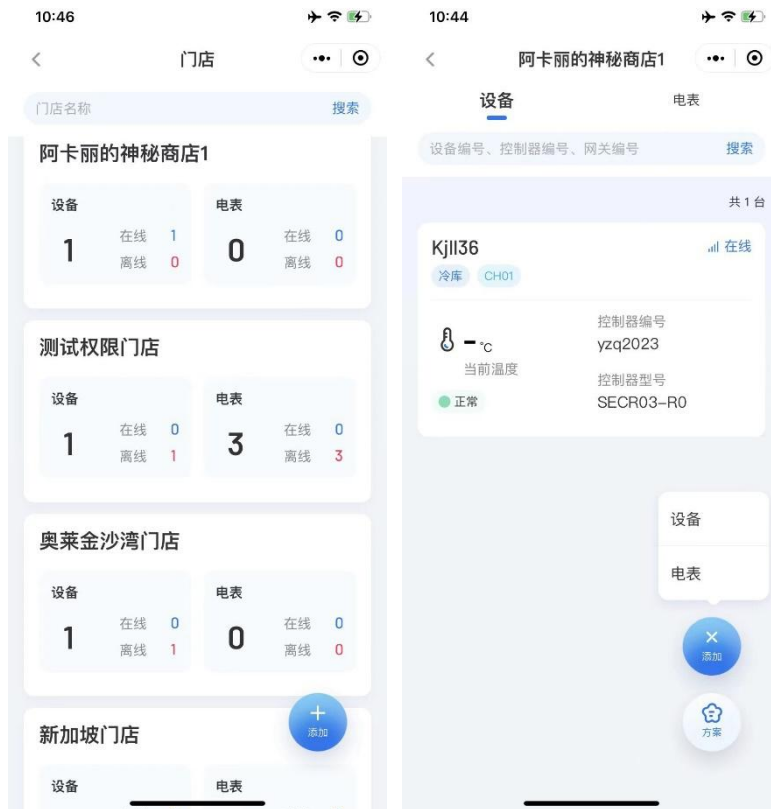 10:46
门店
门店名称 搜索
阿卡丽的神秘商店1
设备 电表
1 在线 1 0 在线 0
离线 0 离线 0
测试权限门店
设备 电表
1 在线 0 3 在线 0
离线 1 离线 3
奥莱金沙湾门店
设备 电表
1 在线 0 0 在线 0
离线 1 离线 0
添加
新加坡门店
设备 电表
10:44
阿卡丽的神秘商店1
设备 电表
设备编号、控制器编号、网关编号 搜索
共 1 台
Kjll36 在线
冷库 CH01
-℃ 控制器编号
yzq2023
当前温度
控制器型号
正常 SECR03-R0
设备
电表
添加
方案